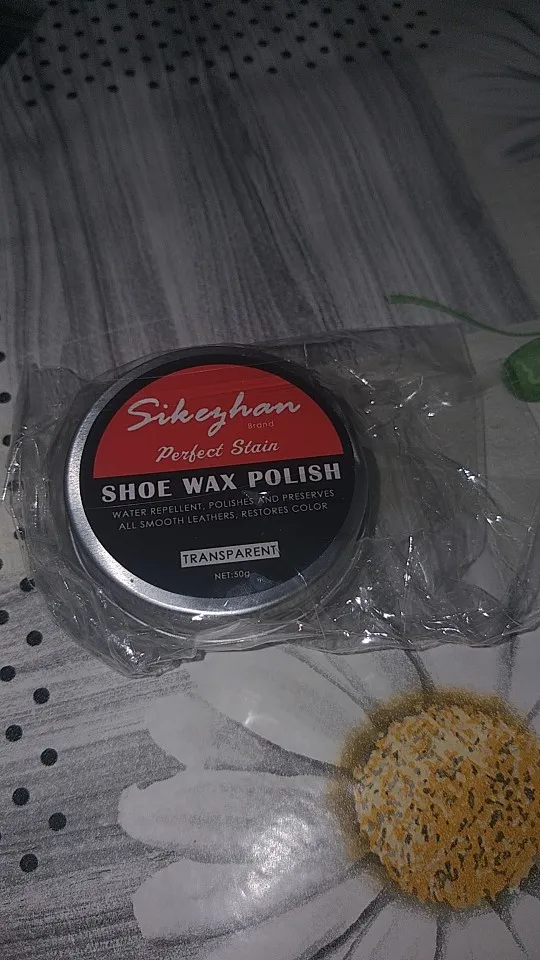 Sikezhan
Brand
Perfect Stain
SHOE WAX POLISH
WATER REPELLENT, POLISHES AND PRESERVES
ALL SMOOTH LEATHERS, RESTORES COLOR
TRANSPARENT
NET:50g